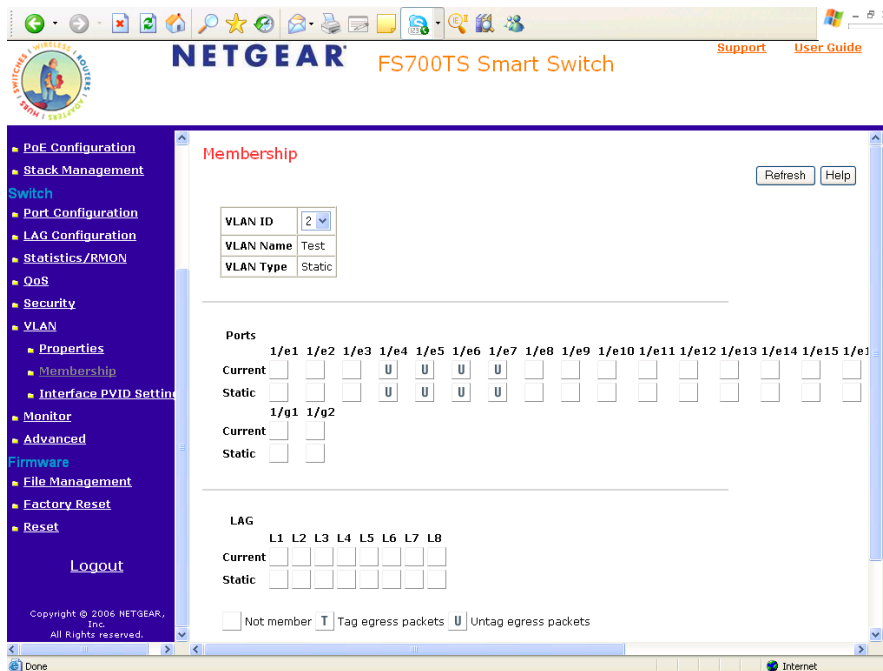 NETGEAR
FS700TS Smart Switch
Support
User Guide
SWITCHES | WIRELESS | ROUTERS | ADAPTERS | HUBS
PoE Configuration
Stack Management
Switch
Port Configuration
LAG Configuration
Statistics/RMON
QoS
Security
VLAN
Properties
Membership
Interface PVID Settin
Monitor
Advanced
Firmware
File Management
Factory Reset
Reset
Logout
Copyright © 2006 NETGEAR,
Inc.
All Rights reserved.
Membership
Refresh Help
VLAN ID 2
VLAN Name Test
VLAN Type Static
Ports
1/e1 1/e2 1/e3 1/e4 1/e5 1/e6 1/e7 1/e8 1/e9 1/e10 1/e11 1/e12 1/e13 1/e14 1/e15 1/e1
Current U U U U
Static U U U U
1/g1 1/g2
Current
Static
LAG
L1 L2 L3 L4 L5 L6 L7 L8
Current
Static
Not member T Tag egress packets U Untag egress packets
Done
Internet